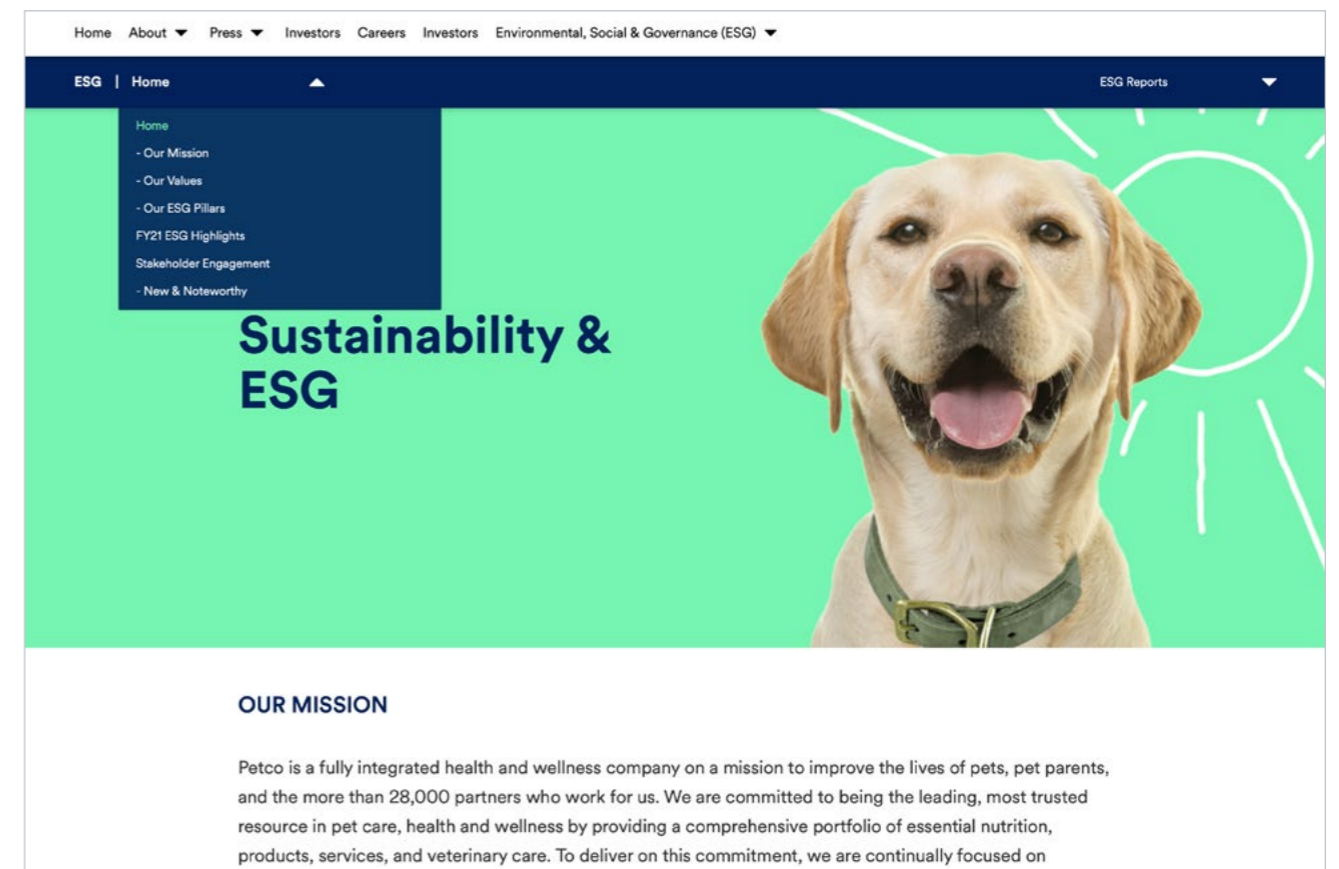 Home About Press Investors Careers Investors Environmental, Social & Governance (ESG)
ESG | Home ESG Reports
Home
- Our Mission
- Our Values
- Our ESG Pillars
FY21 ESG Highlights
Stakeholder Engagement
- New & Noteworthy
Sustainability &
ESG
OUR MISSION
Petco is a fully integrated health and wellness company on a mission to improve the lives of pets, pet parents,
and the more than 28,000 partners who work for us. We are committed to being the leading, most trusted
resource in pet care, health and wellness by providing a comprehensive portfolio of essential nutrition,
products, services, and veterinary care. To deliver on this commitment, we are continually focused on